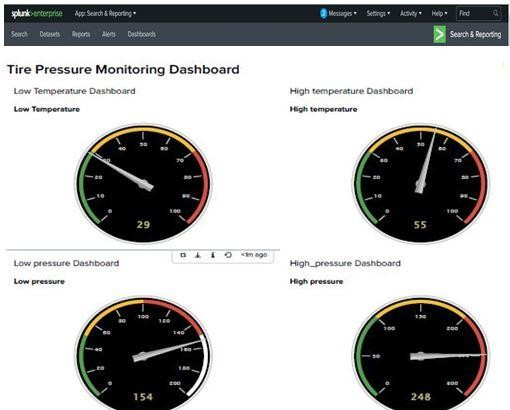 splunk>enterprise App: Search & Reporting ▾ 2 Messages ▾ Settings ▾ Activity ▾ Help ▾ Find
Search Datasets Reports Alerts Dashboards Search & Reporting
Tire Pressure Monitoring Dashboard
Low Temperature Dashboard
Low Temperature
0 10 20 30 40 50 60 70 80 90 100
29
High temperature Dashboard
High temperature
0 10 20 30 40 50 60 70 80 90 100
55
<1m ago
Low pressure Dashboard
Low pressure
0 20 40 60 80 100 120 140 160 180 200
154
High_pressure Dashboard
High pressure
50 100 150 200
248